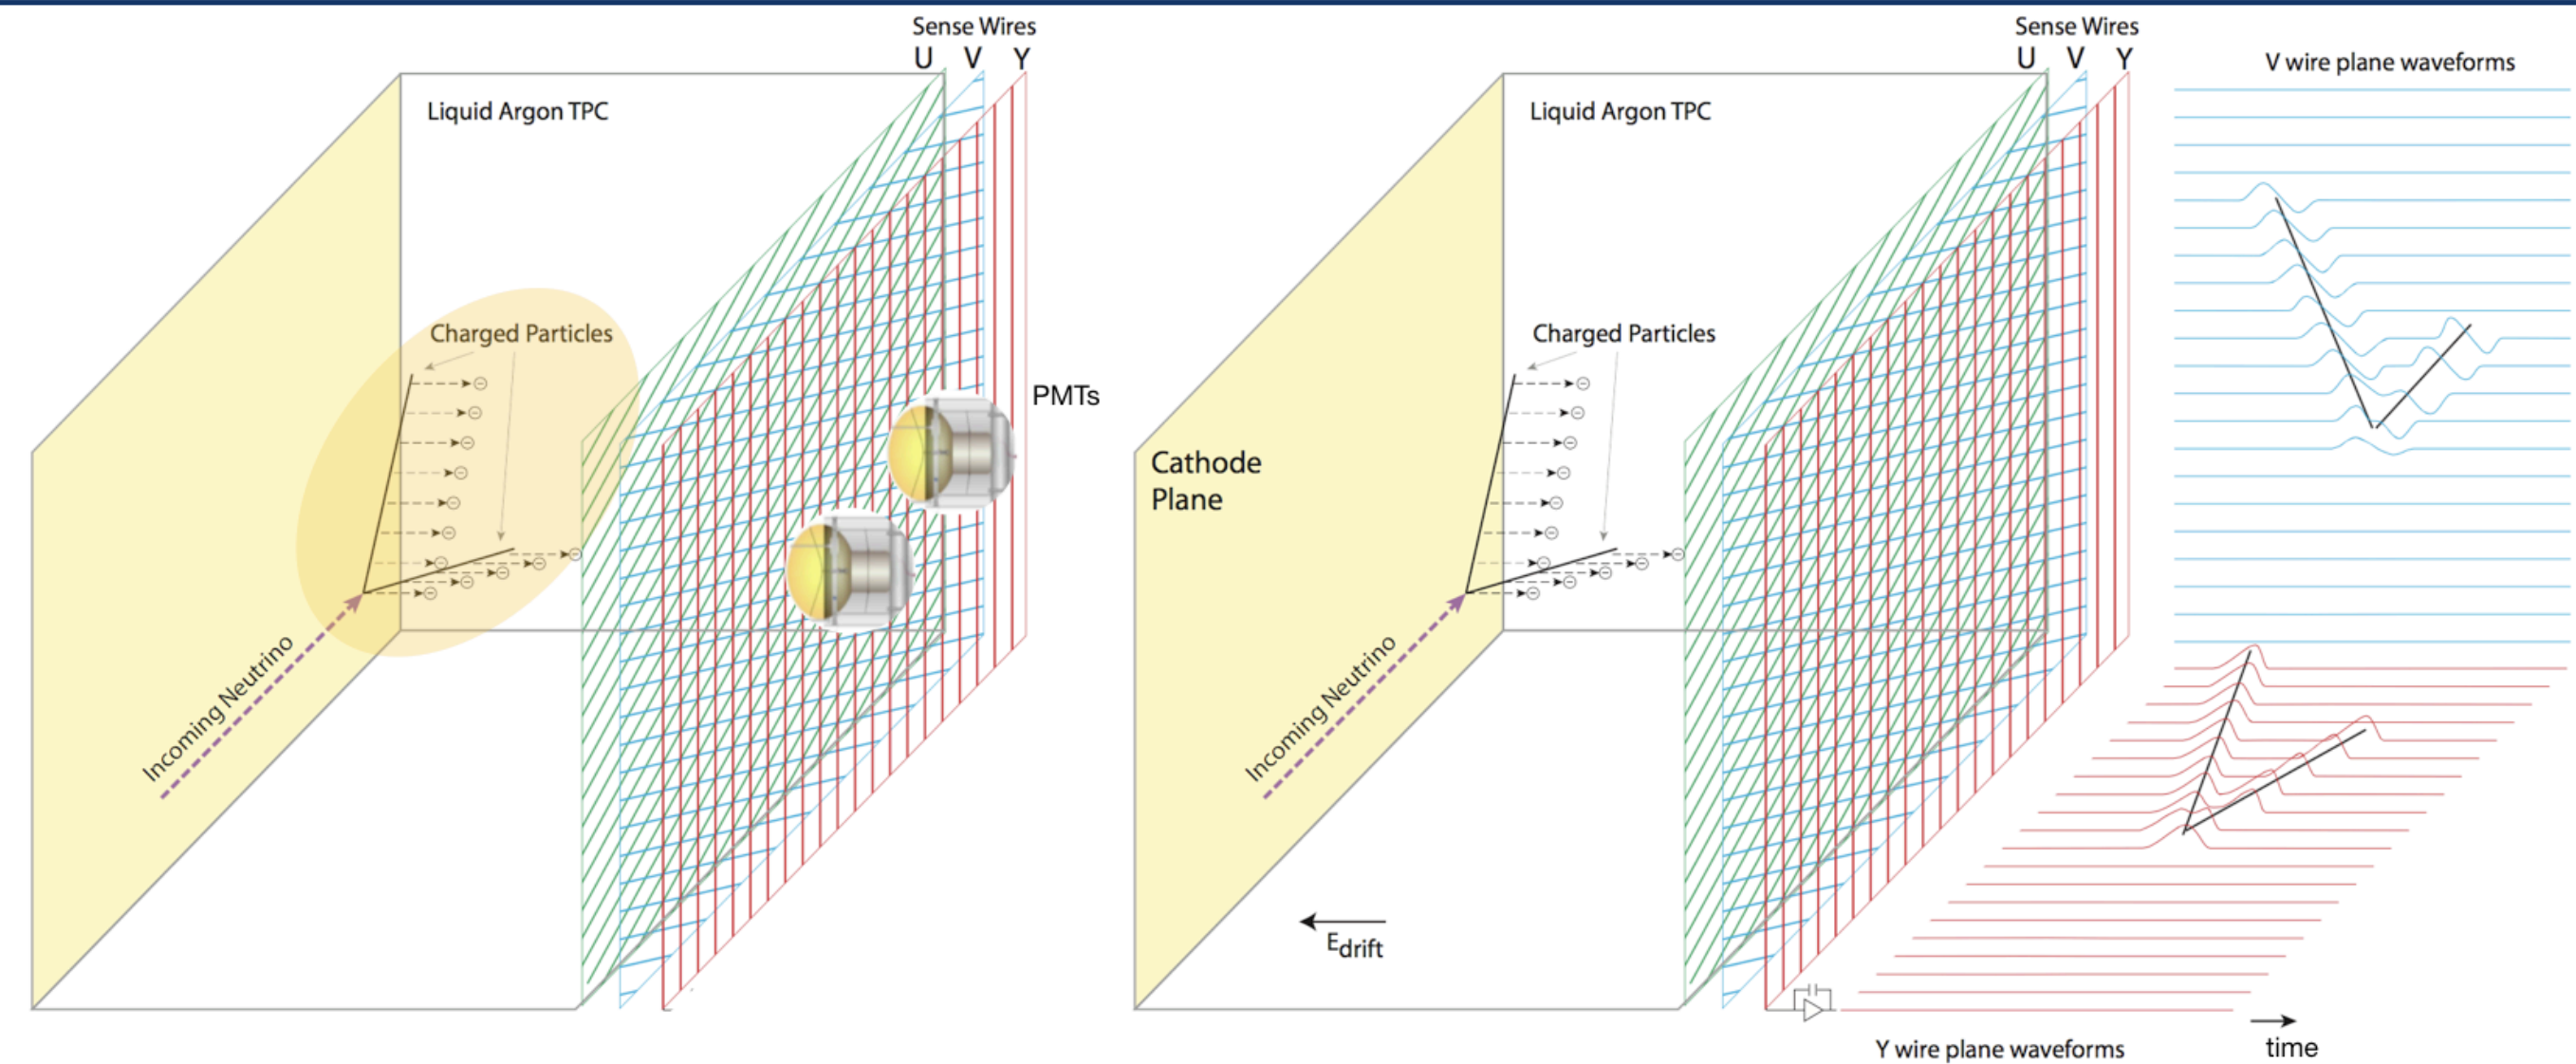 Sense Wires
U V Y
Liquid Argon TPC
Charged Particles
PMTs
Incoming Neutrino
Sense Wires
U V Y
V wire plane waveforms
Liquid Argon TPC
Charged Particles
Cathode
Plane
Incoming Neutrino
Edrift
Y wire plane waveforms
time